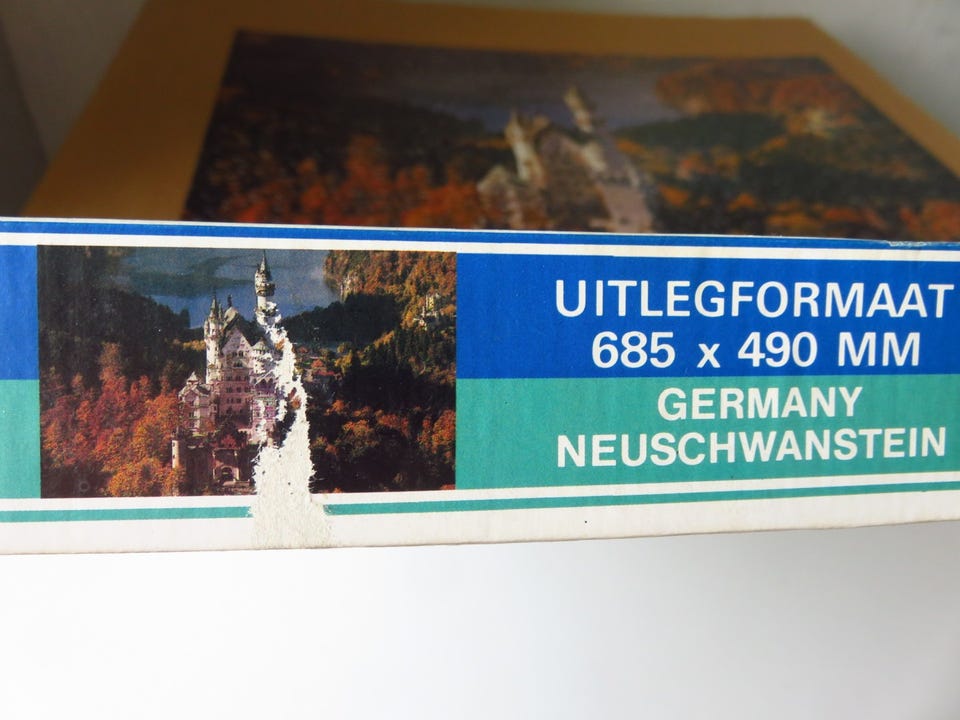 UITLEGFORMAAT
685 x 490 MM
GERMANY
NEUSCHWANSTEIN